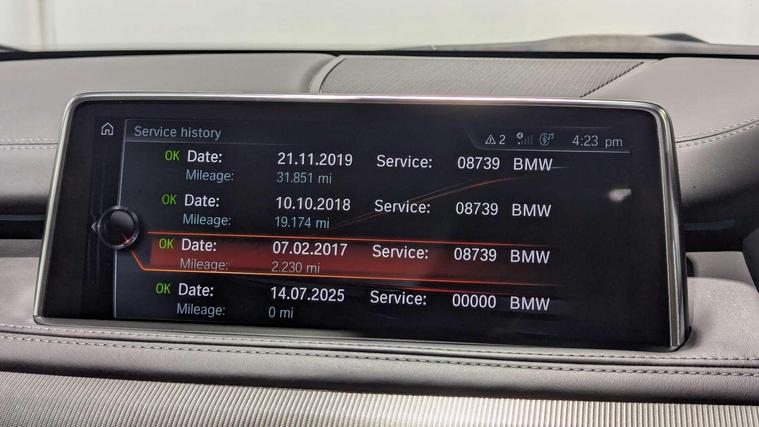 Service history
2
4:23 pm
OK Date: 21.11.2019 Service: 08739 BMW
Mileage: 31.851 mi
OK Date: 10.10.2018 Service: 08739 BMW
Mileage: 19.174 mi
OK Date: 07.02.2017 Service: 08739 BMW
Mileage: 2.230 mi
OK Date: 14.07.2025 Service: 00000 BMW
Mileage: 0 mi